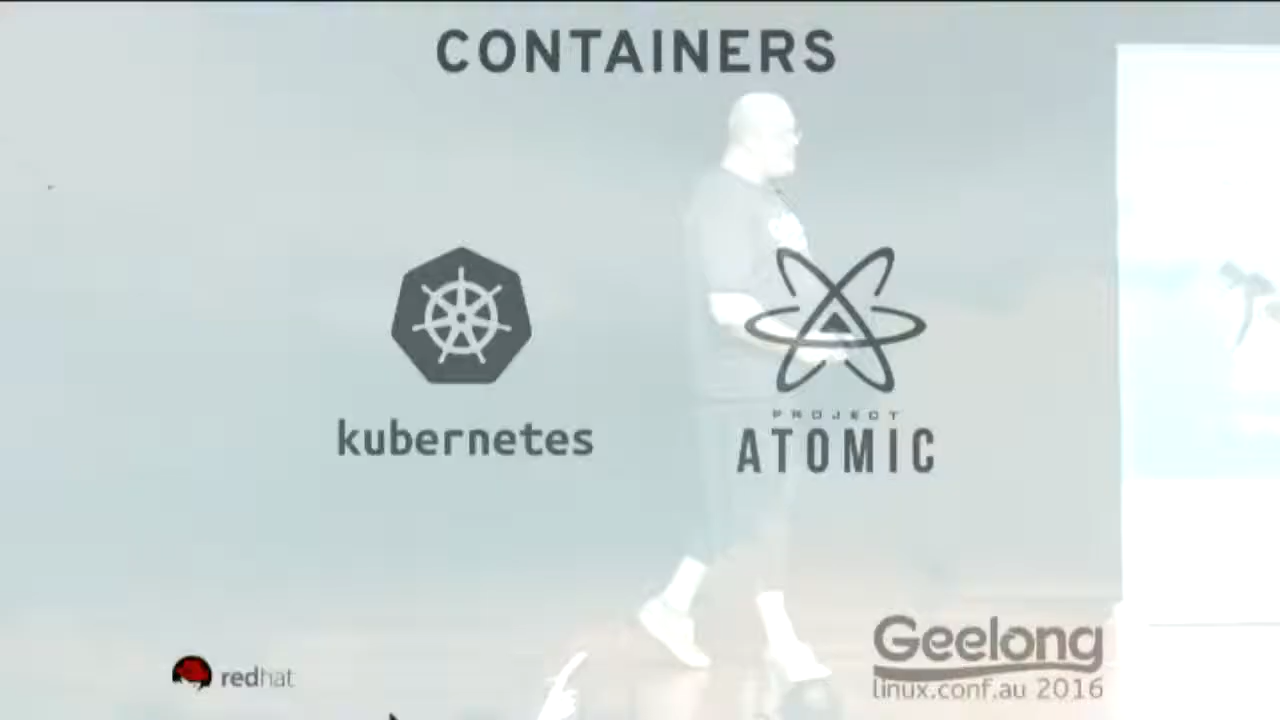 CONTAINERS
kubernetes
PROJECT
ATOMIC
redhat
Geelong
linux.conf.au 2016